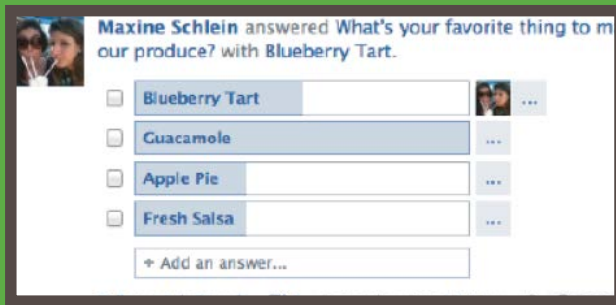 Maxine Schlein answered What's your favorite thing to m
our produce? with Blueberry Tart.
Blueberry Tart
...
Guacamole
...
Apple Pie
...
Fresh Salsa
...
+ Add an answer...